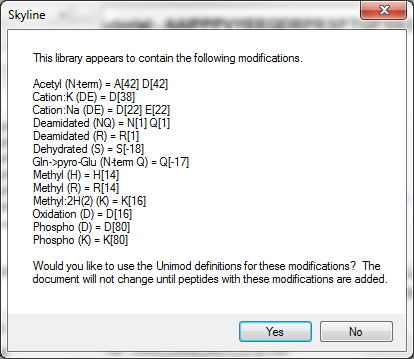 Skyline
This library appears to contain the following modifications.
Acetyl (N-term) = A[42] D[42]
Cation:K (DE) = D[38]
Cation:Na (DE) = D[22] E[22]
Deamidated (NQ) = N[1] Q[1]
Deamidated (R) = R[1]
Dehydrated (S) = S[-18]
Gln->pyro-Glu (N-term Q) = Q[-17]
Methyl (H) = H[14]
Methyl (R) = R[14]
Methyl:2H(2) (K) = K[16]
Oxidation (D) = D[16]
Phospho (D) = D[80]
Phospho (K) = K[80]
Would you like to use the Unimod definitions for these modifications? The
document will not change until peptides with these modifications are added.
Yes No